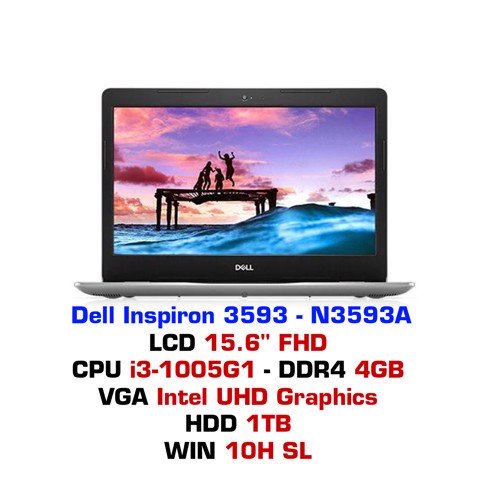 DELL
Dell Inspiron 3593 - N3593A
LCD 15.6" FHD
CPU i3-1005G1 - DDR4 4GB
VGA Intel UHD Graphics
HDD 1TB
WIN 10H SL